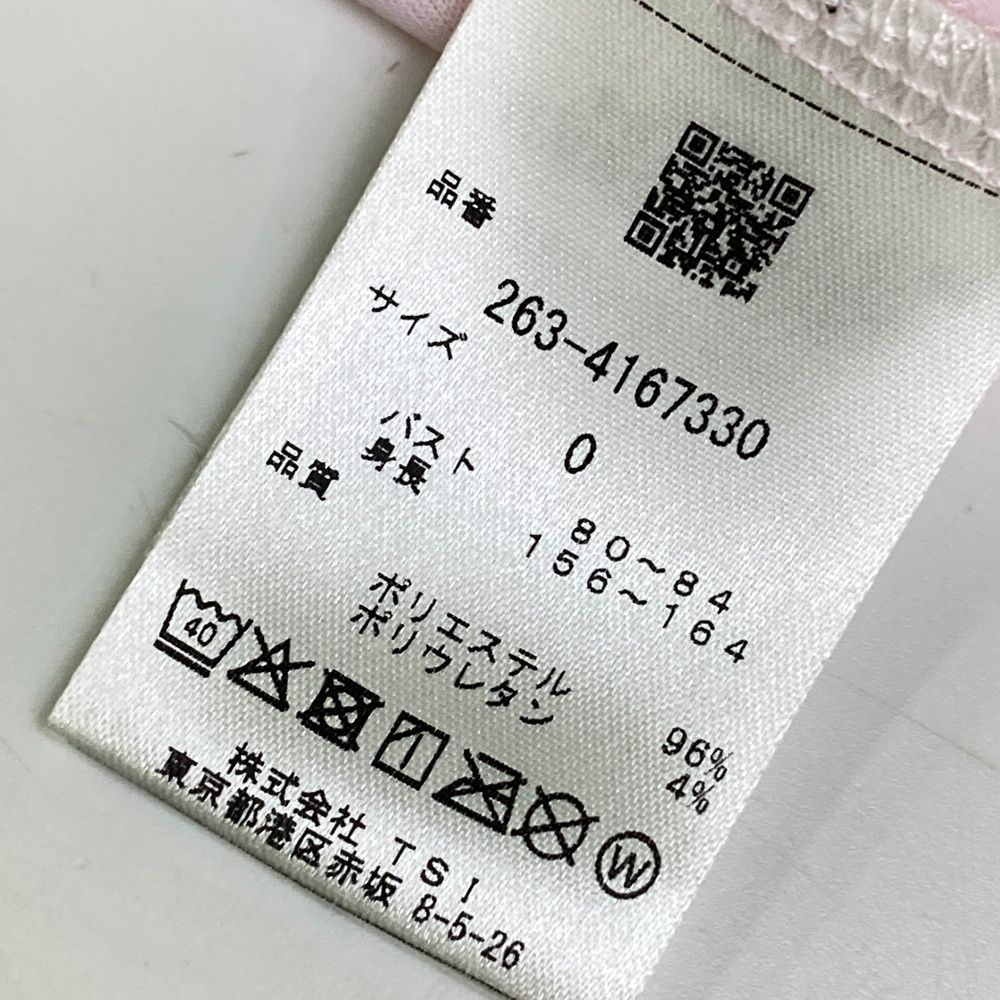 品番
263-4167330
サイズ
0
バスト 80~84
身長 156~164
品質
ポリエステル 96%
ポリウレタン 4%
40
W
株式会社 TSI
東京都港区赤坂 8-5-26